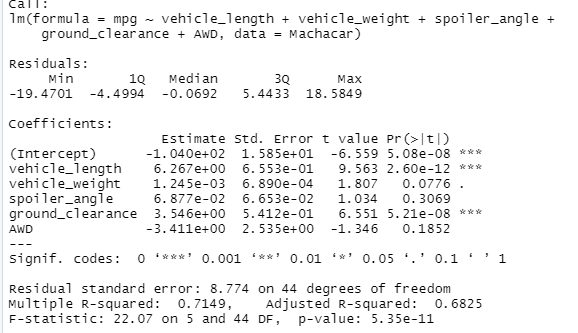 Call:
lm(formula = mpg ~ vehicle_length + vehicle_weight + spoiler_angle +
    ground_clearance + AWD, data = Machacar)

Residuals:
     Min       1Q   Median       3Q      Max
-19.4701  -4.4994  -0.0692   5.4433  18.5849

Coefficients:
                   Estimate Std. Error t value Pr(>|t|)
(Intercept)      -1.040e+02  1.585e+01  -6.559 5.08e-08 ***
vehicle_length    6.267e+00  6.553e-01   9.563 2.60e-12 ***
vehicle_weight    1.245e-03  6.890e-04   1.807   0.0776 .
spoiler_angle     6.877e-02  6.653e-02   1.034   0.3069
ground_clearance  3.546e+00  5.412e-01   6.551 5.21e-08 ***
AWD              -3.411e+00  2.535e+00  -1.346   0.1852
---
Signif. codes:  0 ‘***’ 0.001 ‘**’ 0.01 ‘*’ 0.05 ‘.’ 0.1 ‘ ’ 1

Residual standard error: 8.774 on 44 degrees of freedom
Multiple R-squared:  0.7149,    Adjusted R-squared:  0.6825
F-statistic: 22.07 on 5 and 44 DF,  p-value: 5.35e-11